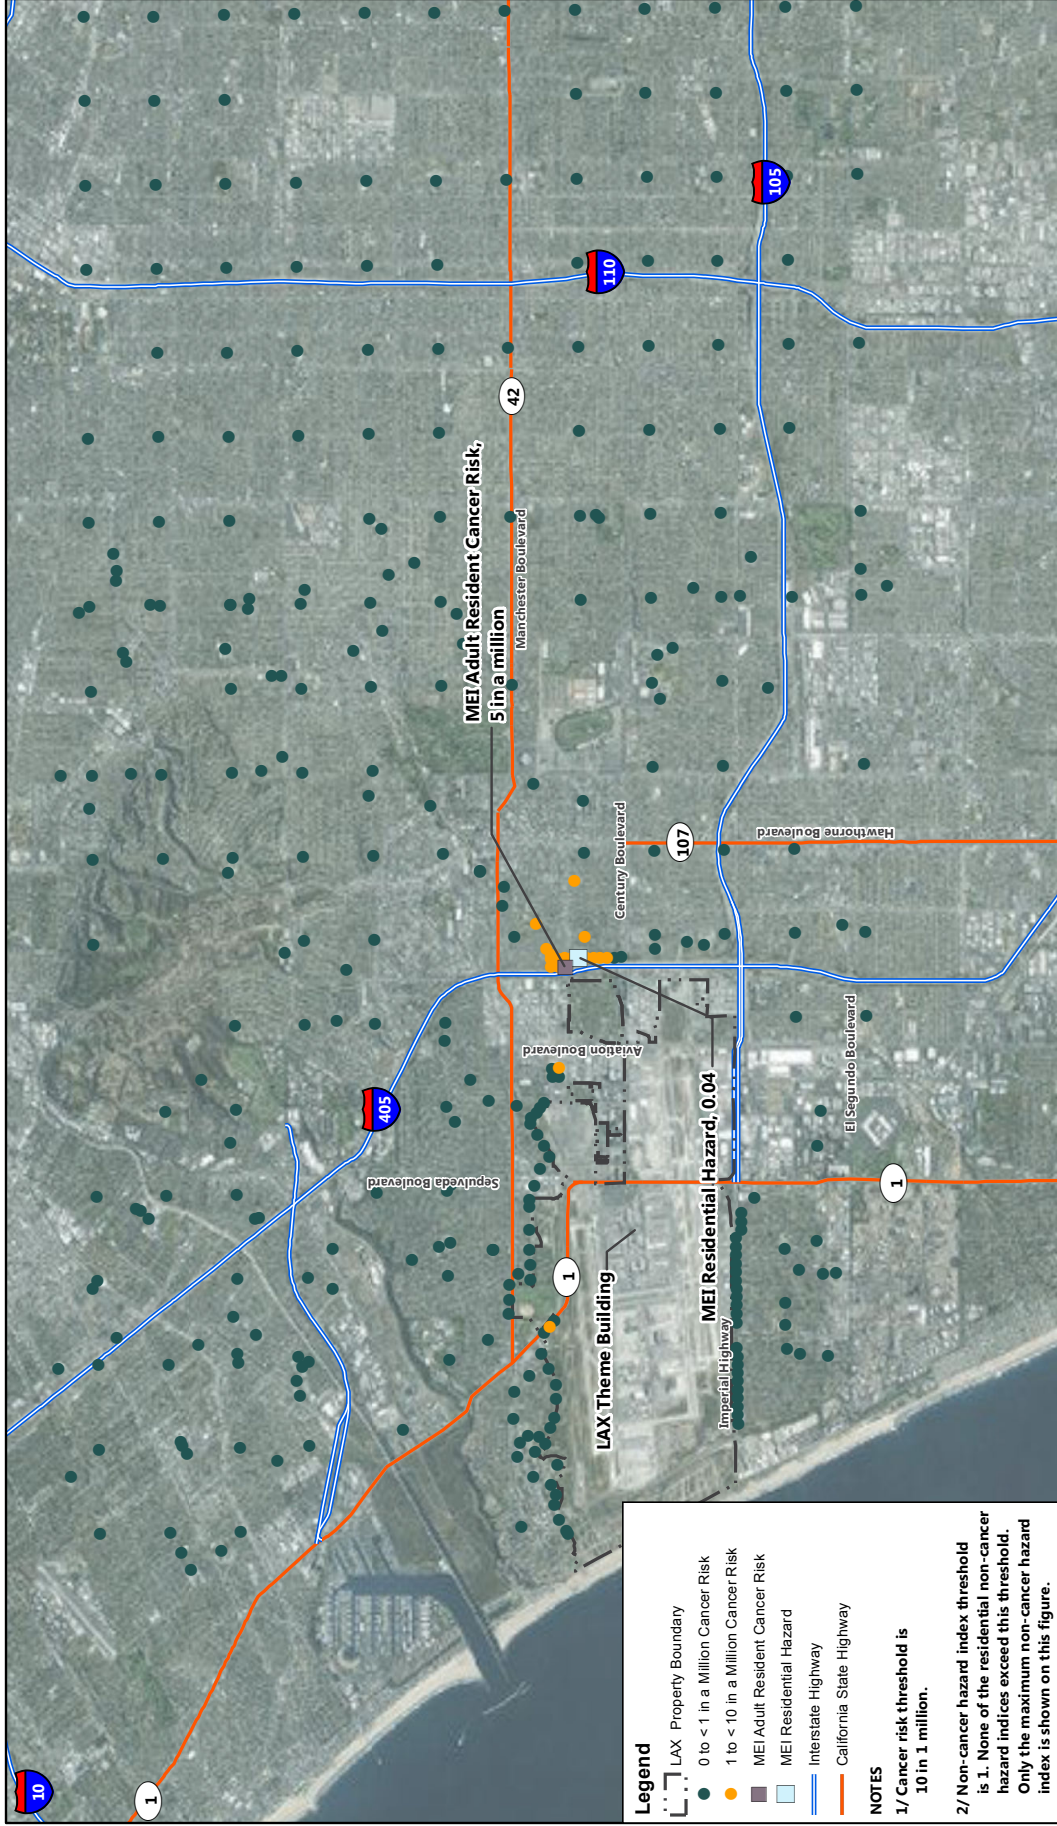 10
1
405
110
105
42
107
1
1
MEI Adult Resident Cancer Risk,
5 in a million
Manchester Boulevard
Century Boulevard
Hawthorne Boulevard
Aviation Boulevard
Sepulveda Boulevard
El Segundo Boulevard
Imperial Highway
LAX Theme Building
MEI Residential Hazard, 0.04
Legend
LAX Property Boundary
0 to < 1 in a Million Cancer Risk
1 to < 10 in a Million Cancer Risk
MEI Adult Resident Cancer Risk
MEI Residential Hazard
Interstate Highway
California State Highway
NOTES
1/ Cancer risk threshold is
10 in 1 million.
2/ Non-cancer hazard index threshold
is 1. None of the residential non-cancer
hazard indices exceed this threshold.
Only the maximum non-cancer hazard
index is shown on this figure.